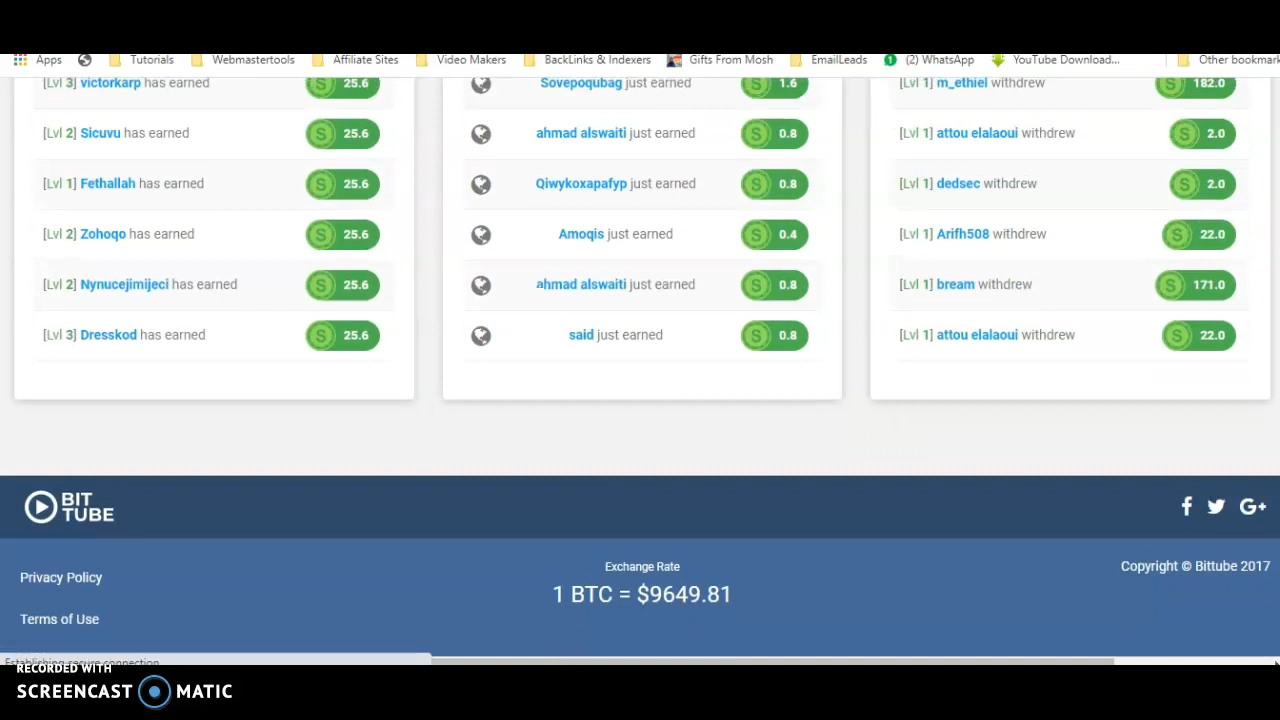 Apps Tutorials Webmastertools Affiliate Sites Video Makers BackLinks & Indexers Gifts From Mosh EmailLeads 1 (2) WhatsApp YouTube Download... Other bookmark
[Lvl 3] victorkarp has earned S 25.6
[Lvl 2] Sicuvu has earned S 25.6
[Lvl 1] Fethallah has earned S 25.6
[Lvl 2] Zohoqo has earned S 25.6
[Lvl 2] Nynucejimijeci has earned S 25.6
[Lvl 3] Dresskod has earned S 25.6
Sovepoqubag just earned S 1.6
ahmad alswaiti just earned S 0.8
Qiwykoxapafyp just earned S 0.8
Amoqis just earned S 0.4
ahmad alswaiti just earned S 0.8
said just earned S 0.8
[Lvl 1] m_ethiel withdrew S 182.0
[Lvl 1] attou elalaoui withdrew S 2.0
[Lvl 1] dedsec withdrew S 2.0
[Lvl 1] Arifh508 withdrew S 22.0
[Lvl 1] bream withdrew S 171.0
[Lvl 1] attou elalaoui withdrew S 22.0
BIT
TUBE
f G+
Privacy Policy
Terms of Use
Exchange Rate
1 BTC = $9649.81
Copyright © Bittube 2017
Establishing secure connection
RECORDED WITH
SCREENCAST MATIC